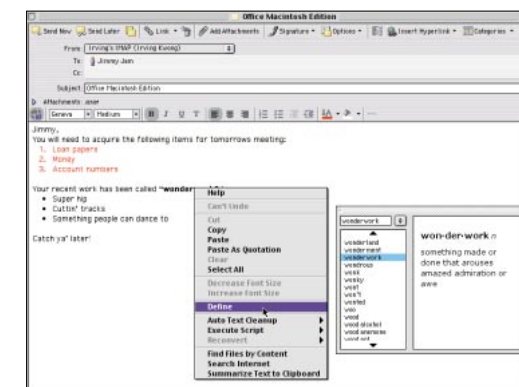 Office Macintosh Edition
Send Now Send Later Link Add Attachments Signature Options Insert Hyperlink Categories
From: Irving's IMAP (Irving Kwong)
To: Jimmy Jam
Cc:
Subject: Office Macintosh Edition
Attachments: none
Geneva Medium B I U T
Jimmy,
You will need to acquire the following items for tomorrows meeting:
1. Loan papers
2. Money
3. Account numbers
Your recent work has been called "wonder
• Super hip
• Cuttin' tracks
• Something people can dance to
Catch ya' later!
Help
Can't Undo
Cut
Copy
Paste
Paste As Quotation
Clear
Select All
Decrease Font Size
Increase Font Size
Define
Auto Text Cleanup
Execute Script
Reconvert
Find Files by Content
Search Internet
Summarize Text to Clipboard
wonderwork
wonderland
wonderment
wonderwork
wondrous
wonk
wonky
wont
won't
wonted
woo
wood
wood alcohol
wood anemone
won·der·work n
something made or
done that arouses
amazed admiration or
awe